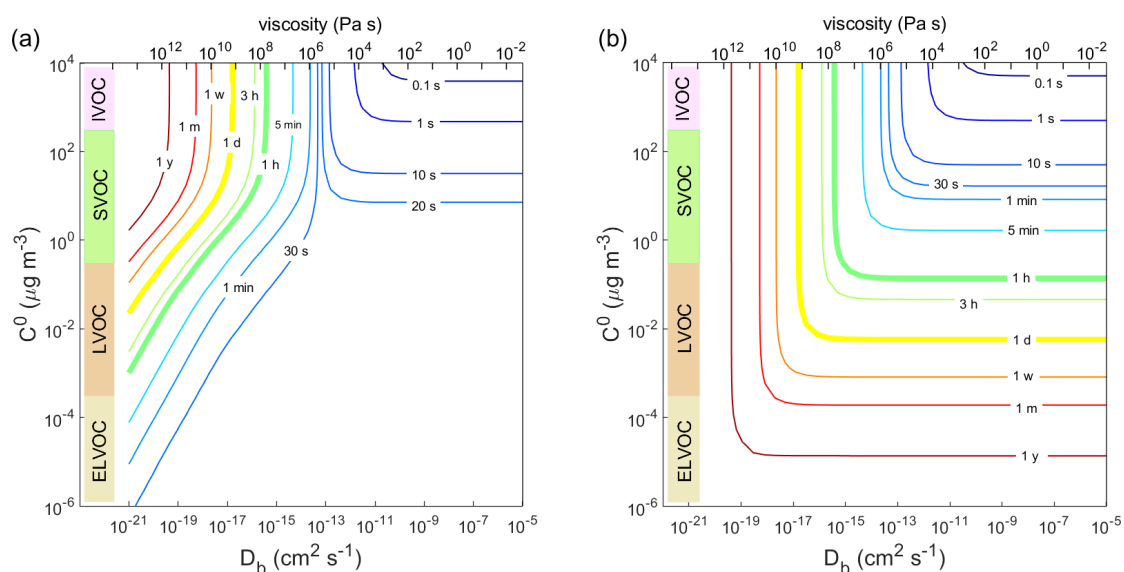 (a)
viscosity (Pa s)
10^12 10^10 10^8 10^6 10^4 10^2 10^0 10^-2
10^4
10^2
10^0
10^-2
10^-4
10^-6
C^0 (µg m^-3)
IVOC
SVOC
LVOC
ELVOC
1 y
1 m
1 w
1 d
3 h
1 h
5 min
1 min
30 s
0.1 s
1 s
10 s
20 s
10^-21 10^-19 10^-17 10^-15 10^-13 10^-11 10^-9 10^-7 10^-5
D_b (cm^2 s^-1)
(b)
viscosity (Pa s)
10^12 10^10 10^8 10^6 10^4 10^2 10^0 10^-2
10^4
10^2
10^0
10^-2
10^-4
10^-6
C^0 (µg m^-3)
IVOC
SVOC
LVOC
ELVOC
0.1 s
1 s
10 s
30 s
1 min
5 min
1 h
3 h
1 d
1 w
1 m
1 y
10^-21 10^-19 10^-17 10^-15 10^-13 10^-11 10^-9 10^-7 10^-5
D_b (cm^2 s^-1)